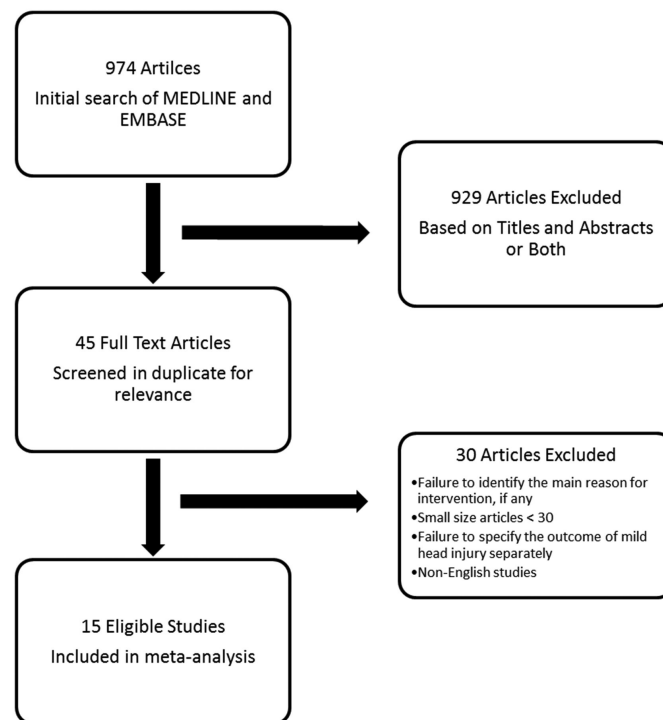 974 Artilces
Initial search of MEDLINE and
EMBASE
929 Articles Excluded
Based on Titles and Abstracts
or Both
45 Full Text Articles
Screened in duplicate for
relevance
30 Articles Excluded
•Failure to identify the main reason for
intervention, if any
•Small size articles < 30
•Failure to specify the outcome of mild
head injury separately
•Non-English studies
15 Eligible Studies
Included in meta-analysis